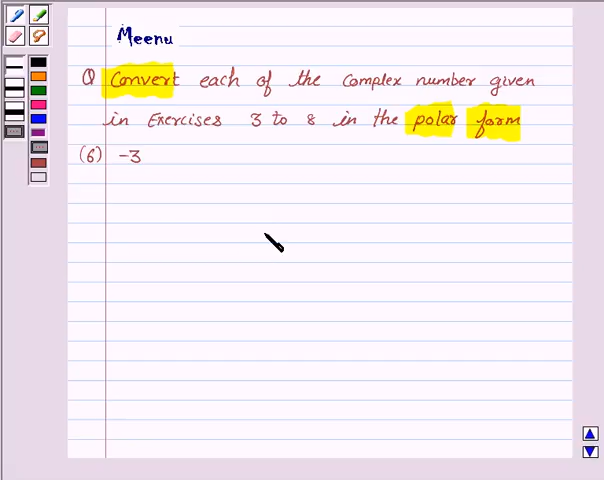 Meenu
Q Convert each of the complex number given
in Exercises 3 to 8 in the polar form
(6) -3